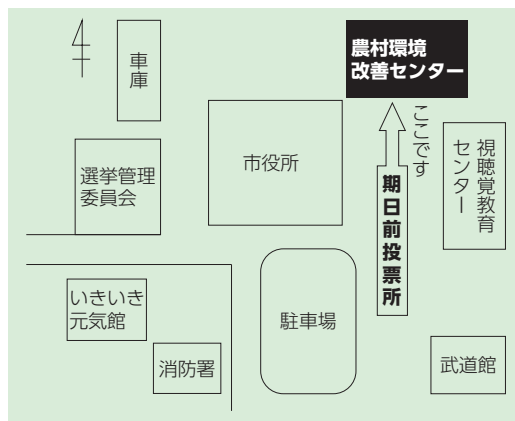 農村環境
改善センター
車庫
ここです
市役所
選挙管理
委員会
視聴覚教育
センター
期日前投票所
いきいき
元気館
駐車場
消防署
武道館